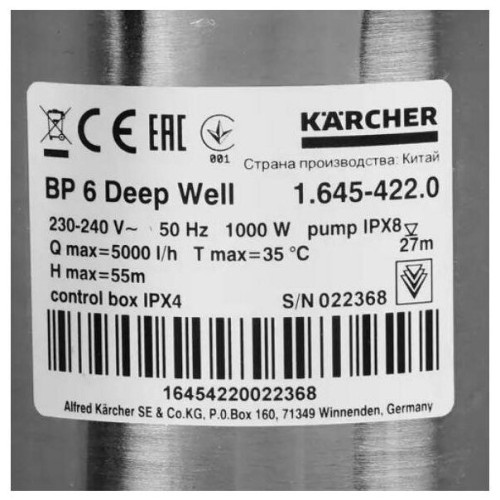 CE EAC
001
KÄRCHER
Страна производства: Китай
BP 6 Deep Well 1.645-422.0
230-240 V~ 50 Hz 1000 W pump IPX8
27m
Q max=5000 l/h T max=35 °C
H max=55m
control box IPX4 S/N 022368
16454220022368
Alfred Kärcher SE & Co.KG, P.O.Box 160, 71349 Winnenden, Germany